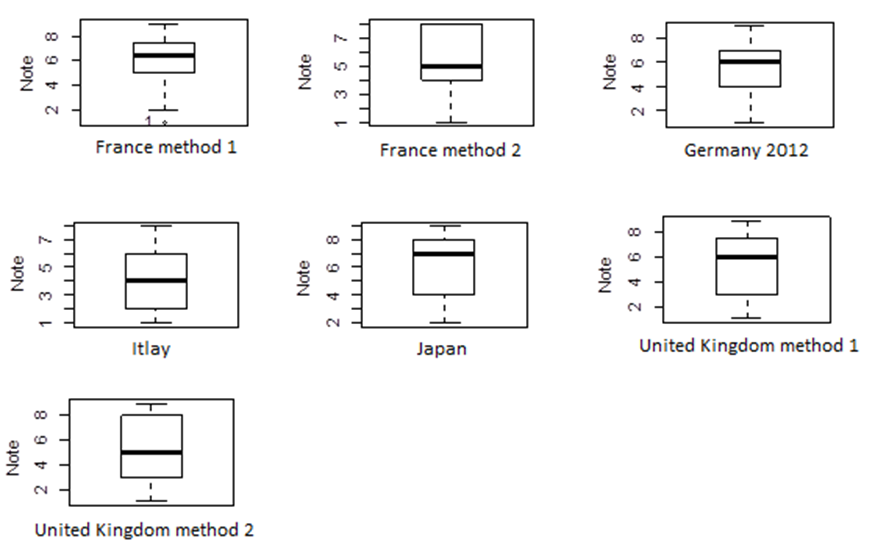 Note
8
6
4
2
1
France method 1
Note
7
5
3
1
France method 2
Note
8
6
4
2
Germany 2012
Note
7
5
3
1
Itlay
Note
8
6
4
2
Japan
Note
8
6
4
2
United Kingdom method 1
Note
8
6
4
2
United Kingdom method 2